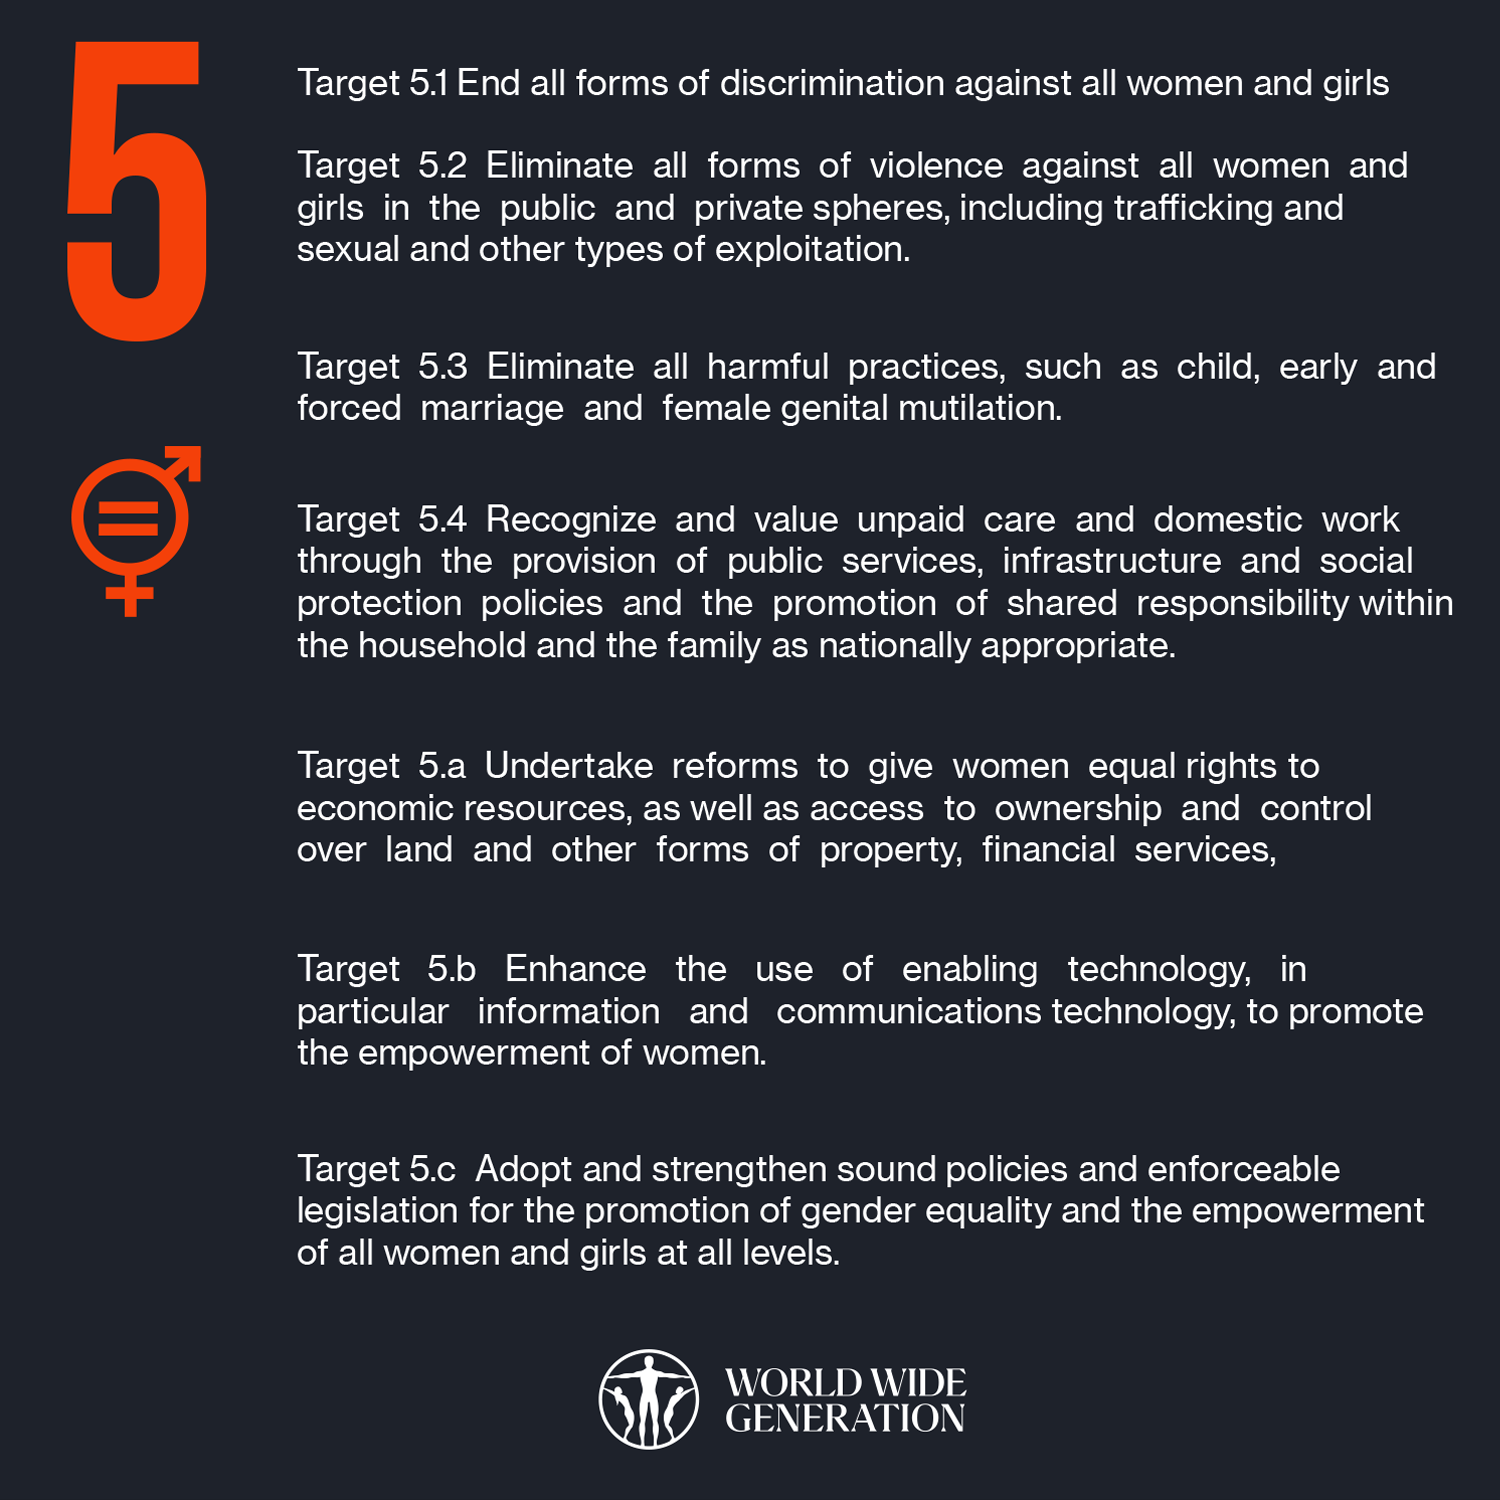 5
Target 5.1 End all forms of discrimination against all women and girls
Target 5.2 Eliminate all forms of violence against all women and
girls in the public and private spheres, including trafficking and
sexual and other types of exploitation.
Target 5.3 Eliminate all harmful practices, such as child, early and
forced marriage and female genital mutilation.
Target 5.4 Recognize and value unpaid care and domestic work
through the provision of public services, infrastructure and social
protection policies and the promotion of shared responsibility within
the household and the family as nationally appropriate.
Target 5.a Undertake reforms to give women equal rights to
economic resources, as well as access to ownership and control
over land and other forms of property, financial services,
Target 5.b Enhance the use of enabling technology, in
particular information and communications technology, to promote
the empowerment of women.
Target 5.c Adopt and strengthen sound policies and enforceable
legislation for the promotion of gender equality and the empowerment
of all women and girls at all levels.
WORLD WIDE
GENERATION